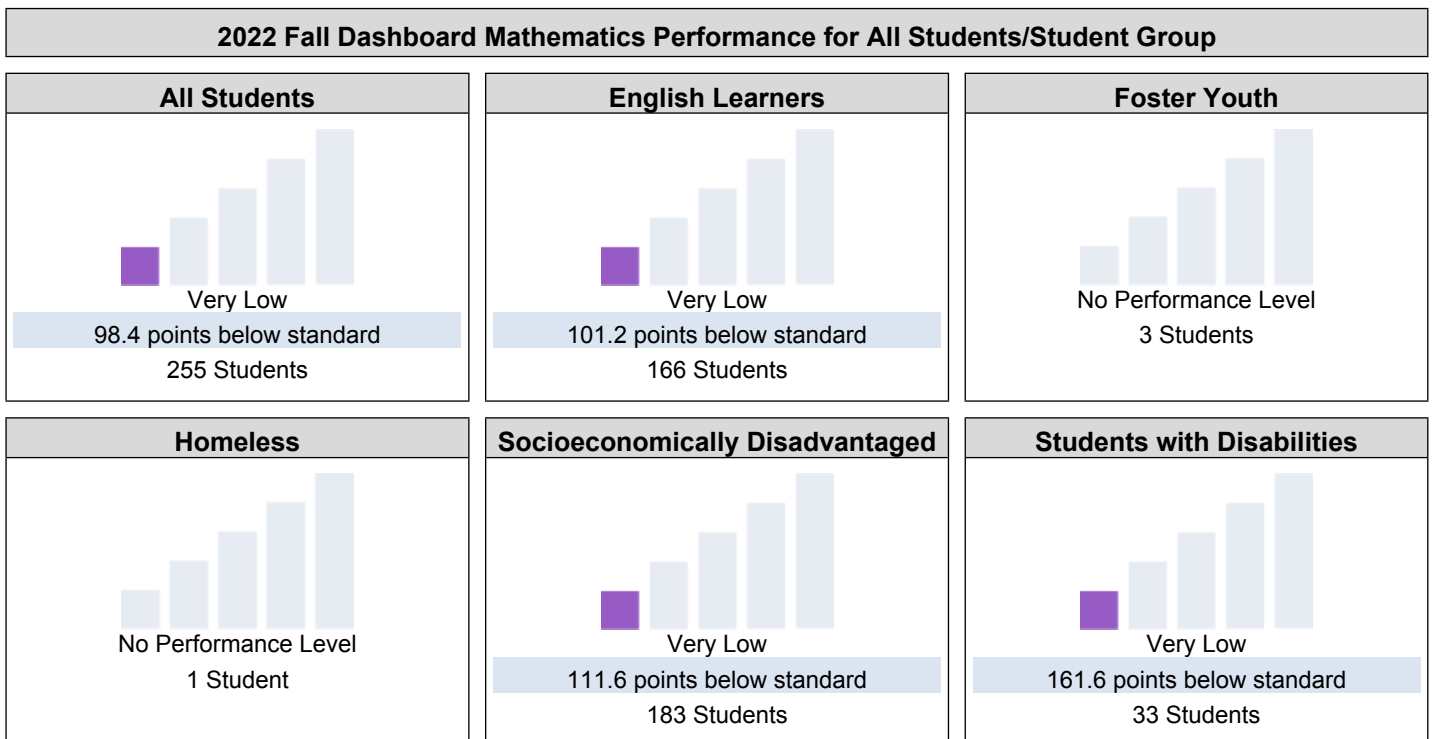 2022 Fall Dashboard Mathematics Performance for All Students/Student Group
All Students
Very Low
98.4 points below standard
255 Students
English Learners
Very Low
101.2 points below standard
166 Students
Foster Youth
No Performance Level
3 Students
Homeless
No Performance Level
1 Student
Socioeconomically Disadvantaged
Very Low
111.6 points below standard
183 Students
Students with Disabilities
Very Low
161.6 points below standard
33 Students